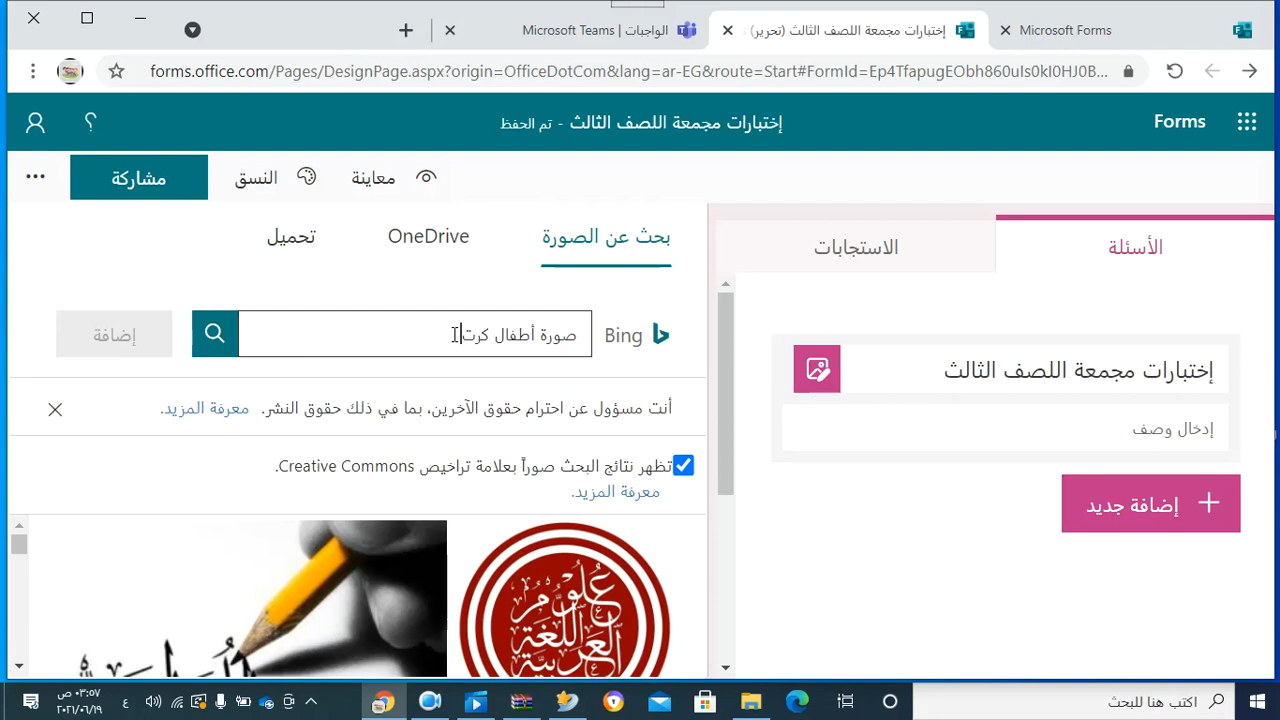 Microsoft Forms
إختبارات مجمعة اللصف الثالث (تحرير)
Microsoft Teams | الواجبات
forms.office.com/Pages/DesignPage.aspx?origin=OfficeDotCom&lang=ar-EG&route=Start#FormId=Ep4TfapugEObh860uIs0kI0HJ0B...
Forms
إختبارات مجمعة اللصف الثالث - تم الحفظ
؟
معاينة
النسق
مشاركة
...
الأسئلة
الاستجابات
بحث عن الصورة
OneDrive
تحميل
Bing
صورة أطفال كرت
إضافة
إختبارات مجمعة اللصف الثالث
إدخال وصف
إضافة جديد
أنت مسؤول عن احترام حقوق الآخرين، بما في ذلك حقوق النشر. معرفة المزيد.
تظهر نتائج البحث صوراً بعلامة تراخيص Creative Commons.
معرفة المزيد.
علوم
اللغة
العربية
اكتب هنا للبحث
ع
٠٣:٥٧ ص
٢٠٢١/٠٦/١٩